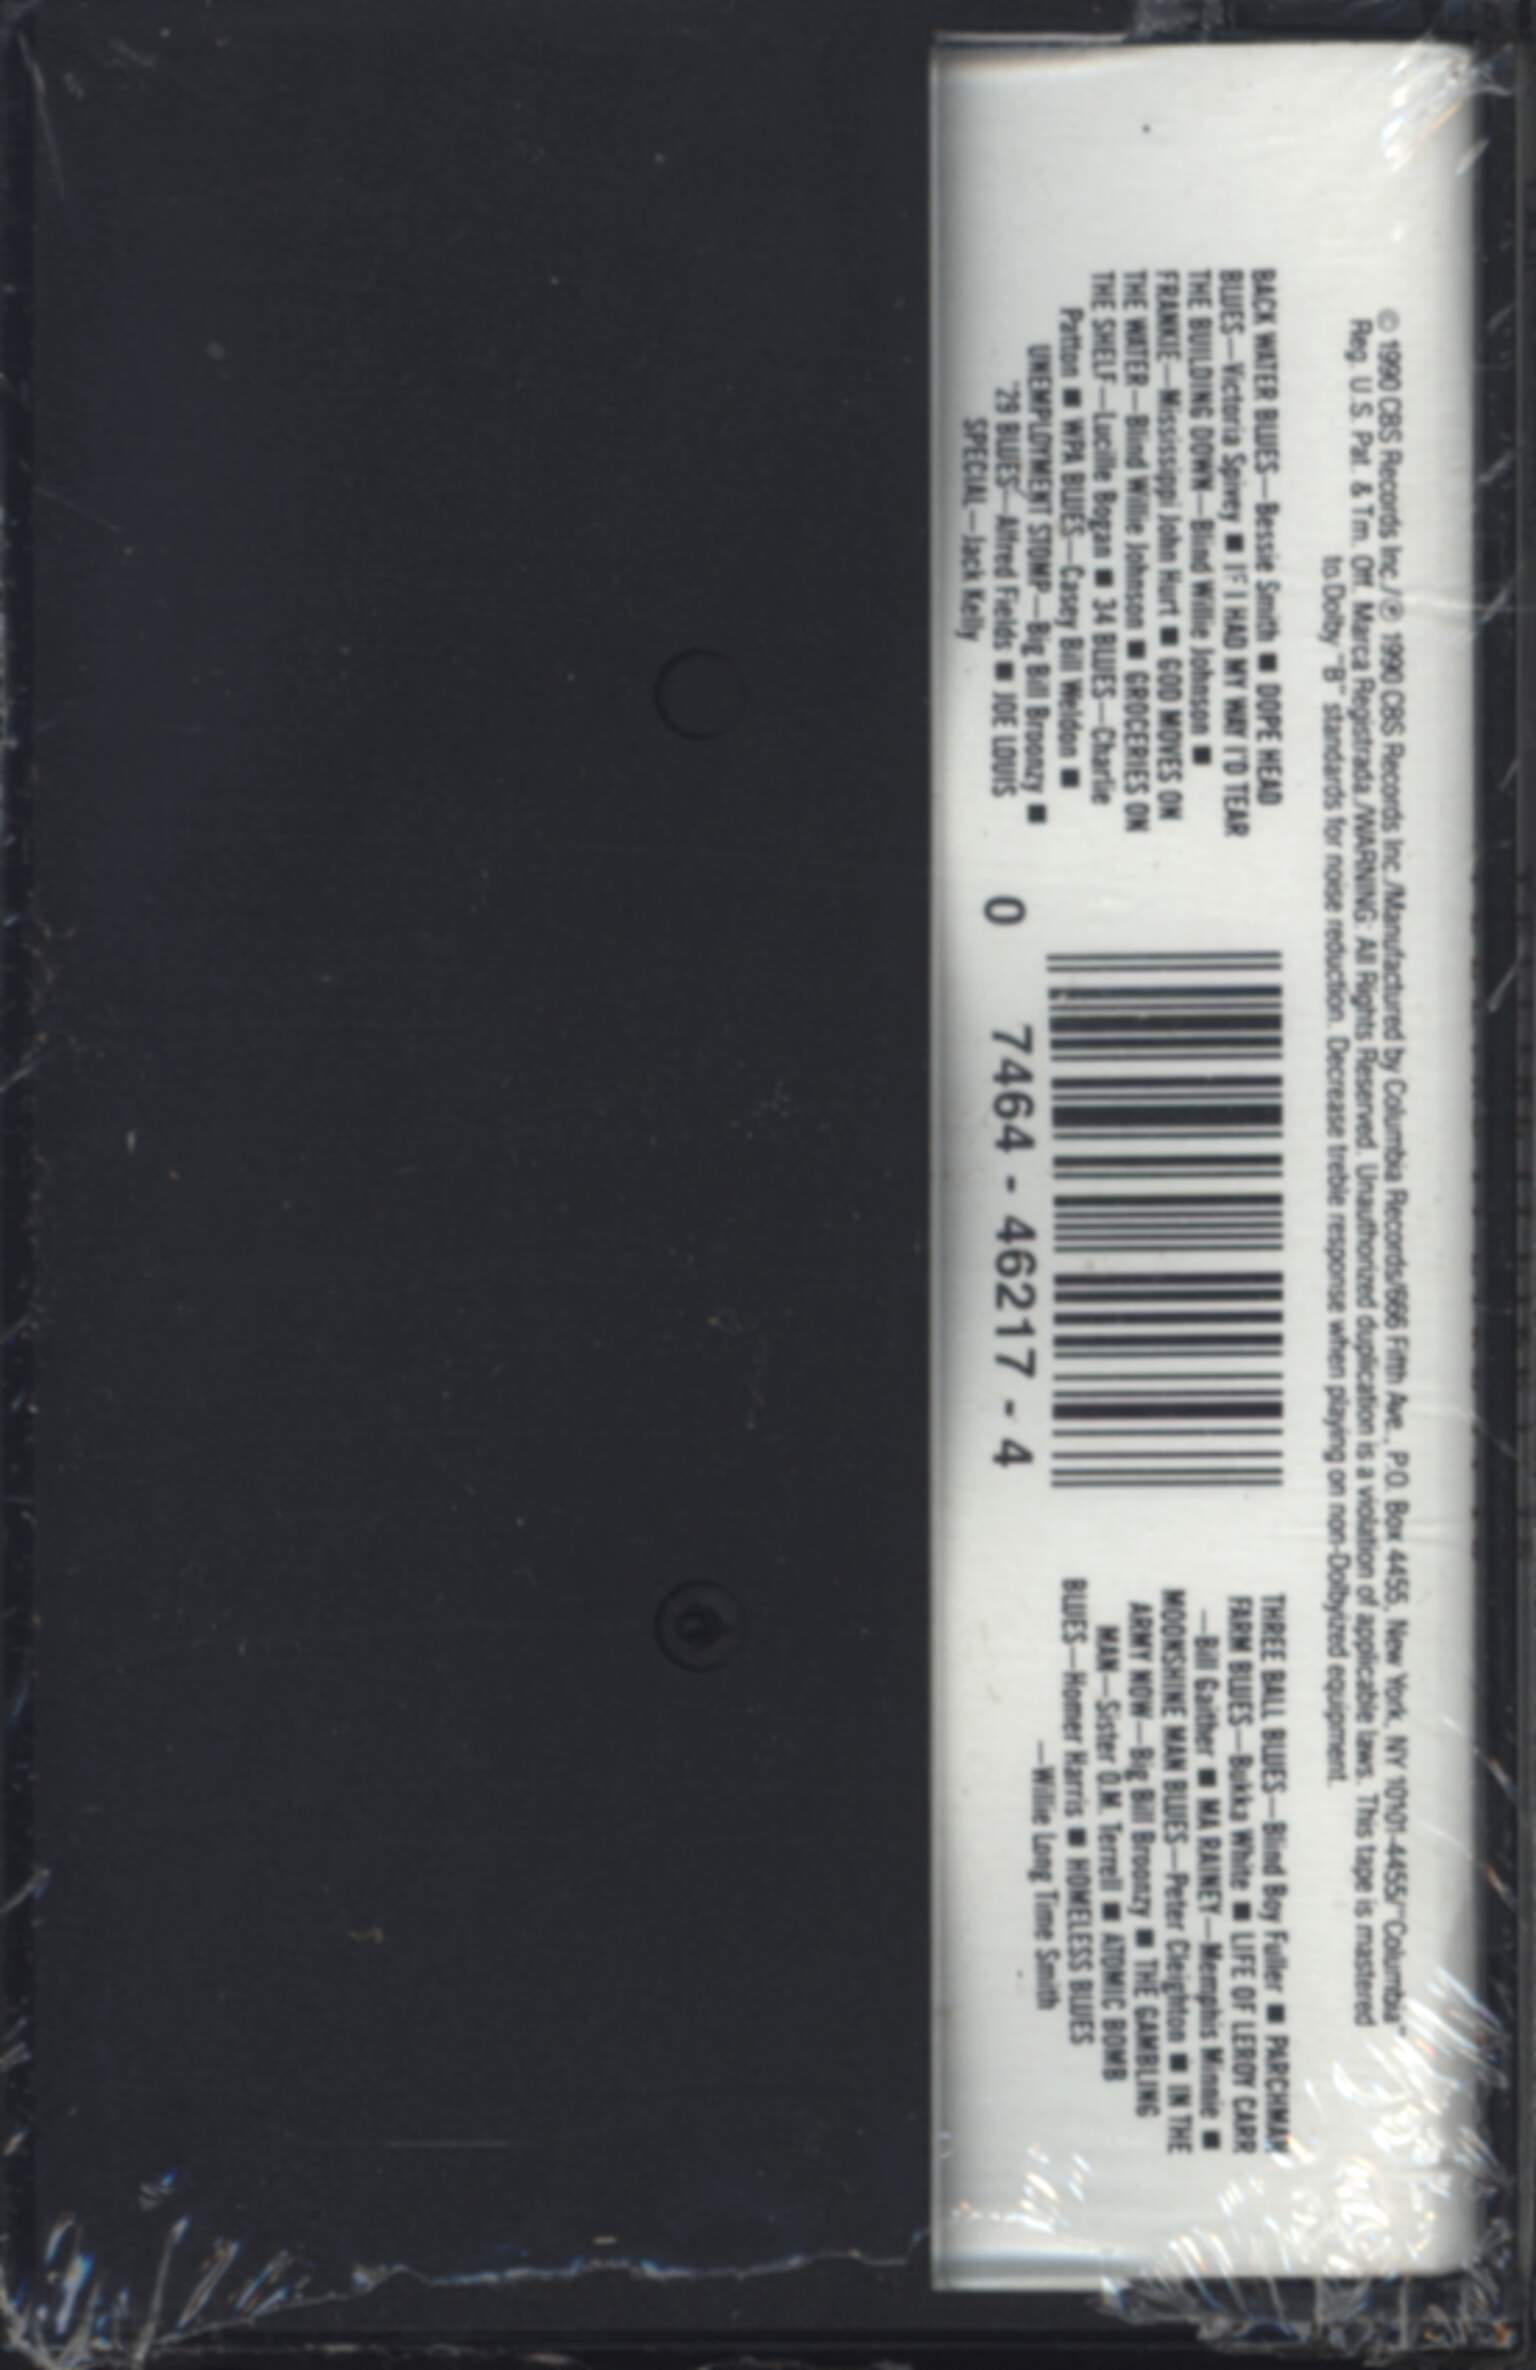 © 1990 CBS Records Inc./℗ 1990 CBS Records Inc./Manufactured by Columbia Records/666 Fifth Ave., P.O. Box 4455, New York, NY 10101-4455/"Columbia"
Reg. U.S. Pat. & Tm. Off. Marca Registrada./WARNING: All Rights Reserved. Unauthorized duplication is a violation of applicable laws. This tape is mastered
to Dolby "B" standards for noise reduction. Decrease treble response when playing on non-Dolbyized equipment.
BACK WATER BLUES—Bessie Smith ■ DOPE HEAD
BLUES—Victoria Spivey ■ IF I HAD MY WAY I'D TEAR
THE BUILDING DOWN—Blind Willie Johnson ■
FRANKIE—Mississippi John Hurt ■ GOD MOVES ON
THE WATER—Blind Willie Johnson ■ GROCERIES ON
THE SHELF—Lucille Bogan ■ 34 BLUES—Charlie
Patton ■ WPA BLUES—Casey Bill Weldon ■
UNEMPLOYMENT STOMP—Big Bill Broonzy ■
'29 BLUES—Alfred Fields ■ JOE LOUIS
SPECIAL—Jack Kelly
0 7464-46217-4
THREE BALL BLUES—Blind Boy Fuller ■ PARCHMAN
FARM BLUES—Bukka White ■ LIFE OF LEROY CARR
—Bill Gaither ■ MA RAINEY—Memphis Minnie ■
MOONSHINE MAN BLUES—Peter Cleighton ■ IN THE
ARMY NOW—Big Bill Broonzy ■ THE GAMBLING
MAN—Sister O.M. Terrell ■ ATOMIC BOMB
BLUES—Homer Harris ■ HOMELESS BLUES
—Willie Long Time Smith